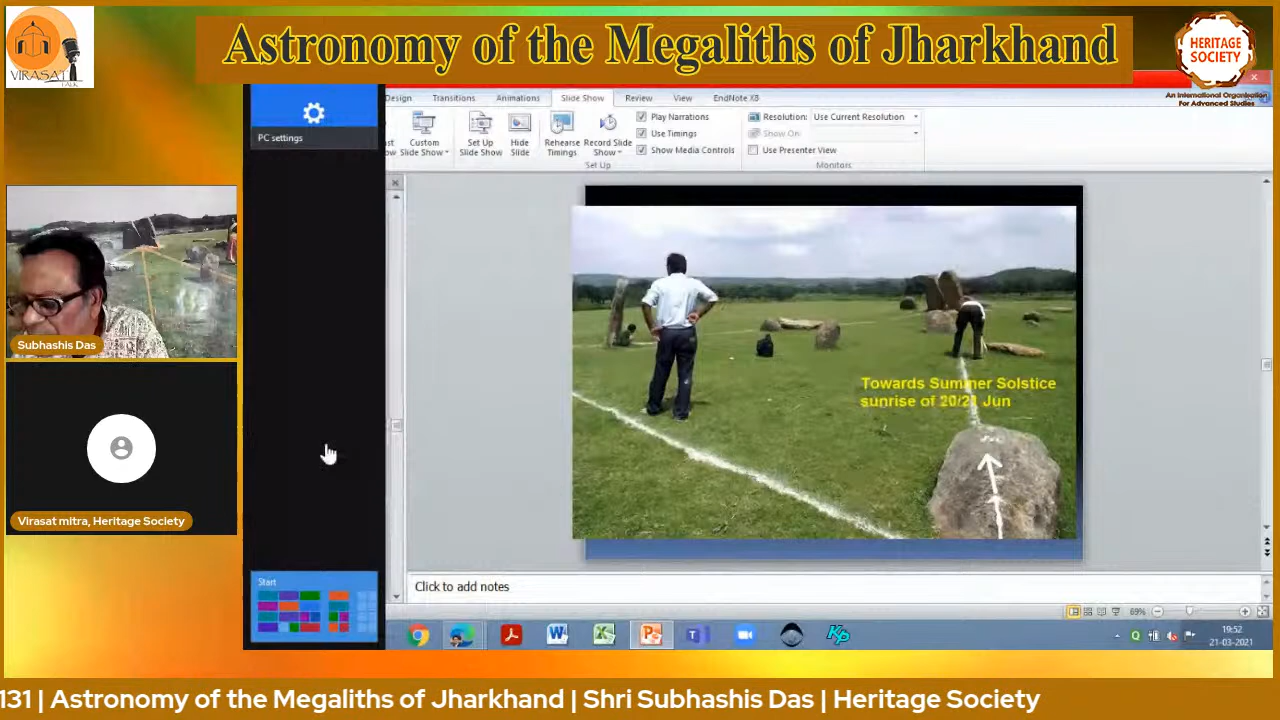 Astronomy of the Megaliths of Jharkhand
VIRASAT
TALK
HERITAGE
SOCIETY
An International Organisation
For Advanced Studies
PC settings
Design Transitions Animations Slide Show Review View EndNote X8
Custom
Slide Show
Set Up
Slide Show
Hide
Slide
Rehearse
Timings
Record Slide
Show
Play Narrations
Use Timings
Show Media Controls
Set Up
Resolution: Use Current Resolution
Show On:
Use Presenter View
Monitors
Towards Summer Solstice
sunrise of 20/21 Jun
Subhashis Das
Virasat mitra, Heritage Society
Start
Click to add notes
69%
19:52
21-03-2021
131 | Astronomy of the Megaliths of Jharkhand | Shri Subhashis Das | Heritage Society